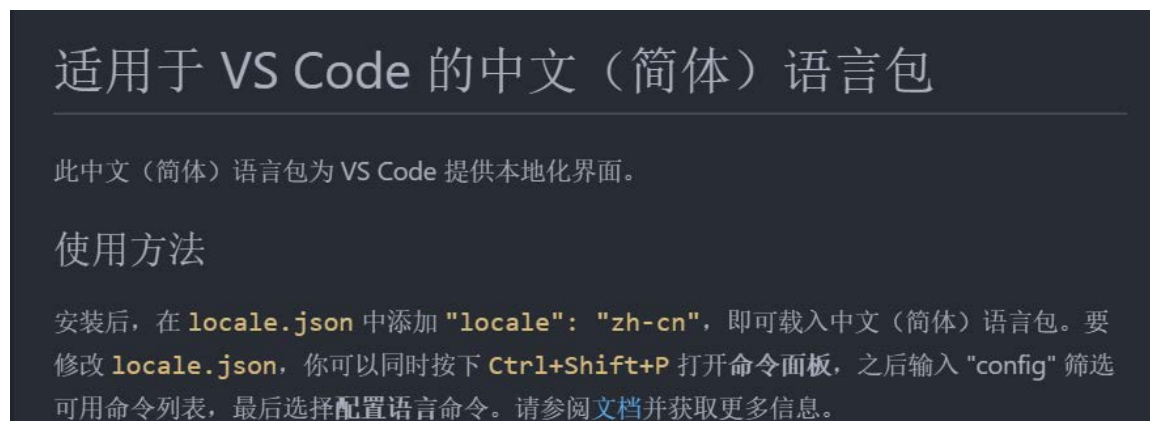 适用于 VS Code 的中文（简体）语言包
此中文（简体）语言包为 VS Code 提供本地化界面。
使用方法
安装后，在 locale.json 中添加 "locale": "zh-cn"，即可载入中文（简体）语言包。要
修改 locale.json，你可以同时按下 Ctrl+Shift+P 打开命令面板，之后输入 "config" 筛选
可用命令列表，最后选择配置语言命令。请参阅文档并获取更多信息。